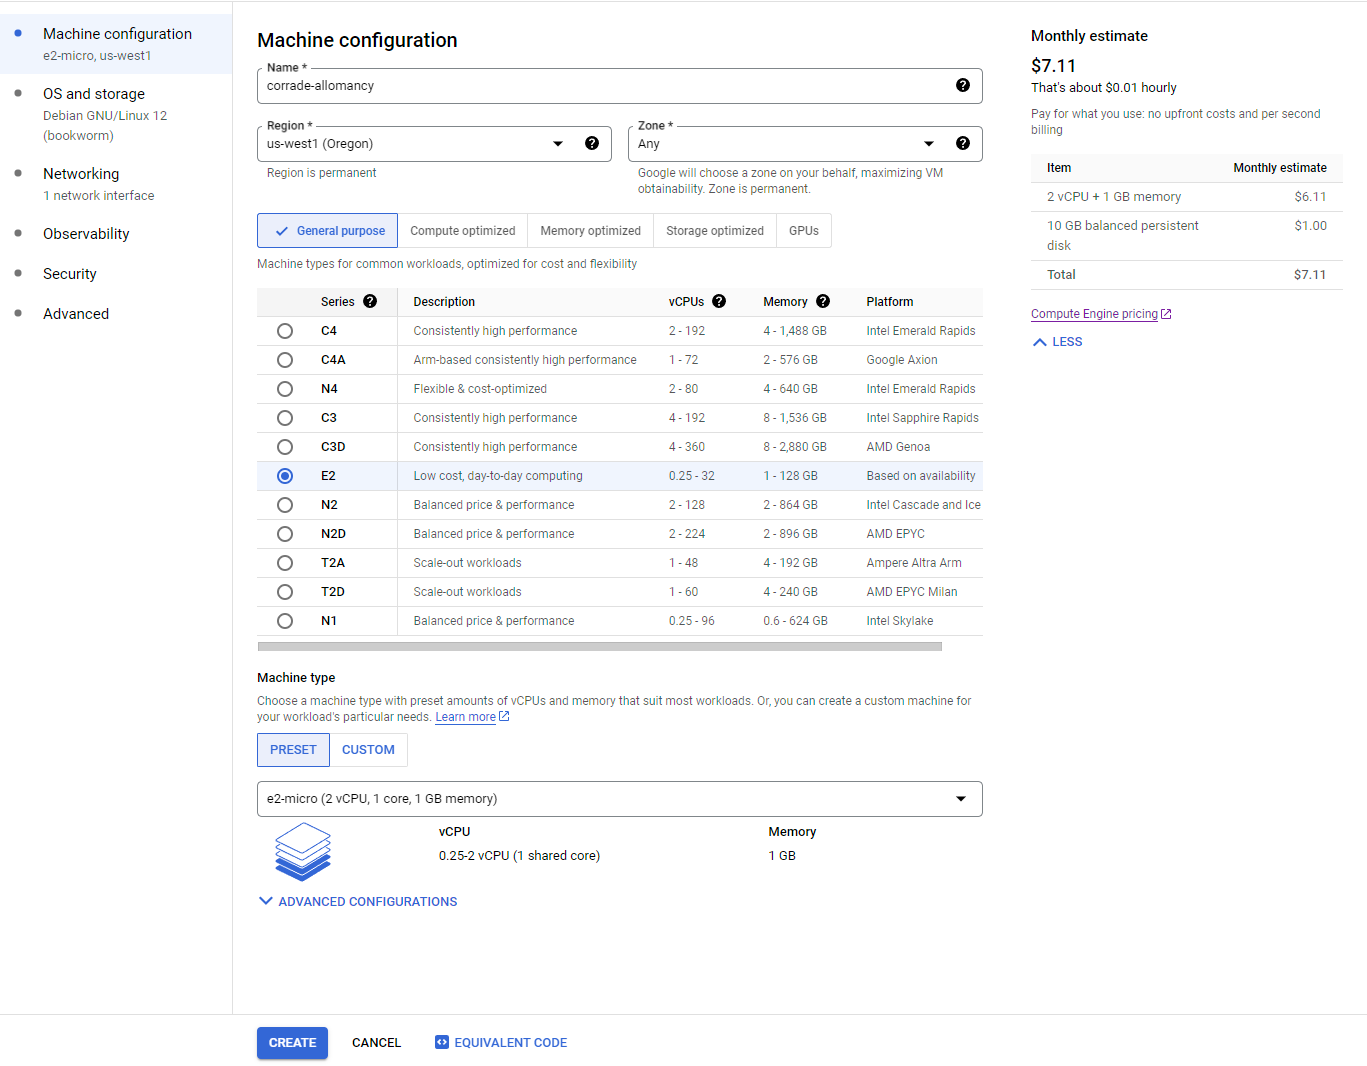 Machine configuration
e2-micro, us-west1
OS and storage
Debian GNU/Linux 12
(bookworm)
Networking
1 network interface
Observability
Security
Advanced
Machine configuration
Name *
corrade-allomancy
Region *
us-west1 (Oregon)
Region is permanent
Zone *
Any
Google will choose a zone on your behalf, maximizing VM
obtainability. Zone is permanent.
General purpose
Compute optimized
Memory optimized
Storage optimized
GPUs
Machine types for common workloads, optimized for cost and flexibility
Series Description vCPUs Memory Platform
C4 Consistently high performance 2 - 192 4 - 1,488 GB Intel Emerald Rapids
C4A Arm-based consistently high performance 1 - 72 2 - 576 GB Google Axion
N4 Flexible & cost-optimized 2 - 80 4 - 640 GB Intel Emerald Rapids
C3 Consistently high performance 4 - 192 8 - 1,536 GB Intel Sapphire Rapids
C3D Consistently high performance 4 - 360 8 - 2,880 GB AMD Genoa
E2 Low cost, day-to-day computing 0.25 - 32 1 - 128 GB Based on availability
N2 Balanced price & performance 2 - 128 2 - 864 GB Intel Cascade and Ice
N2D Balanced price & performance 2 - 224 2 - 896 GB AMD EPYC
T2A Scale-out workloads 1 - 48 4 - 192 GB Ampere Altra Arm
T2D Scale-out workloads 1 - 60 4 - 240 GB AMD EPYC Milan
N1 Balanced price & performance 0.25 - 96 0.6 - 624 GB Intel Skylake
Machine type
Choose a machine type with preset amounts of vCPUs and memory that suit most workloads. Or, you can create a custom machine for
your workload's particular needs. Learn more
PRESET
CUSTOM
e2-micro (2 vCPU, 1 core, 1 GB memory)
vCPU Memory
0.25-2 vCPU (1 shared core) 1 GB
ADVANCED CONFIGURATIONS
CREATE
CANCEL
EQUIVALENT CODE
Monthly estimate
$7.11
That's about $0.01 hourly
Pay for what you use: no upfront costs and per second
billing
Item Monthly estimate
2 vCPU + 1 GB memory $6.11
10 GB balanced persistent $1.00
disk
Total $7.11
Compute Engine pricing
LESS